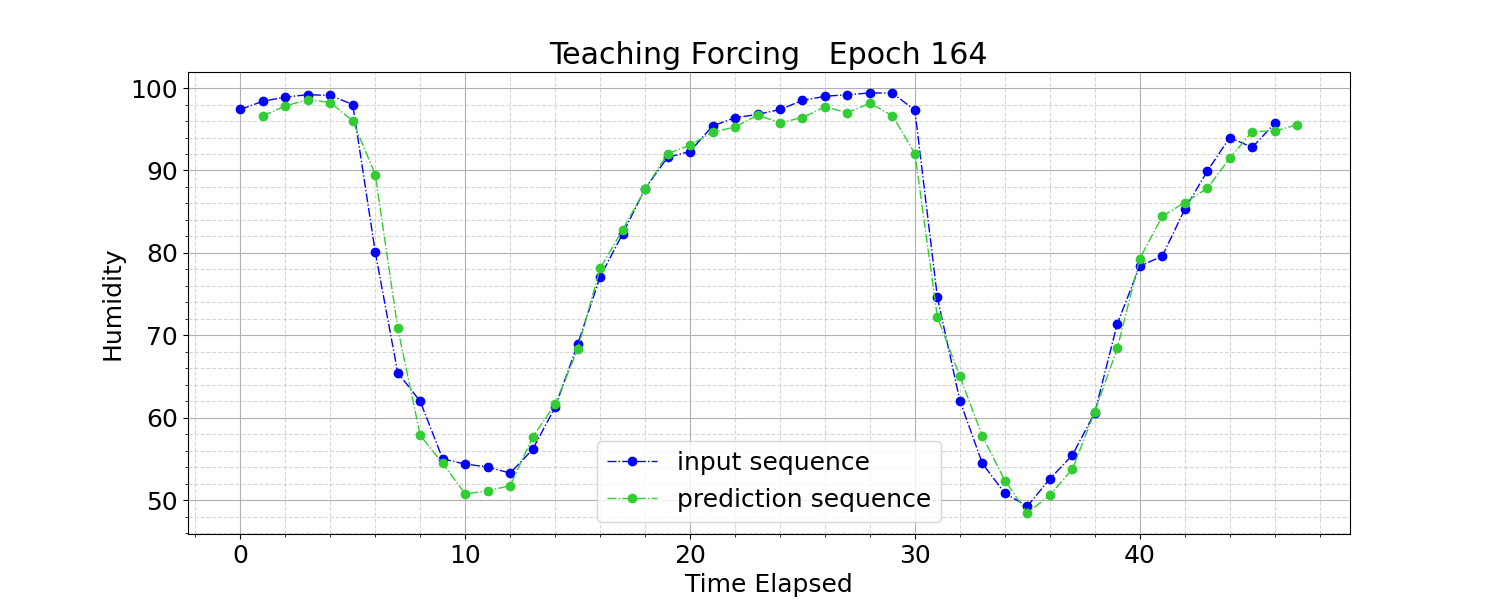 Teaching Forcing   Epoch 164
100
90
80
70
60
50
Humidity
input sequence
prediction sequence
0 10 20 30 40
Time Elapsed